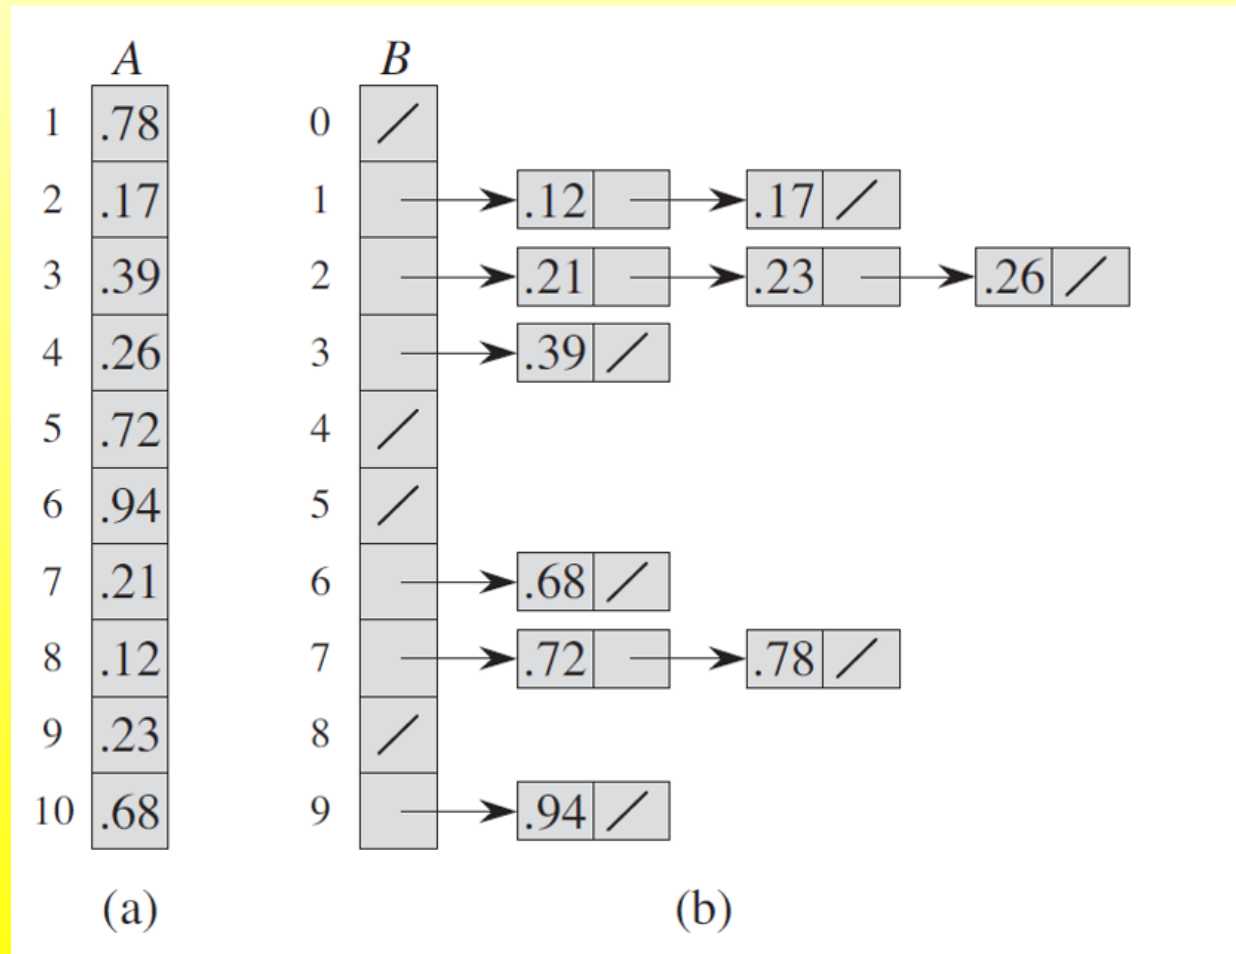 A B
1 .78 0
2 .17 1 .12 .17
3 .39 2 .21 .23 .26
4 .26 3 .39
5 .72 4
6 .94 5
7 .21 6 .68
8 .12 7 .72 .78
9 .23 8
10 .68 9 .94
(a) (b)